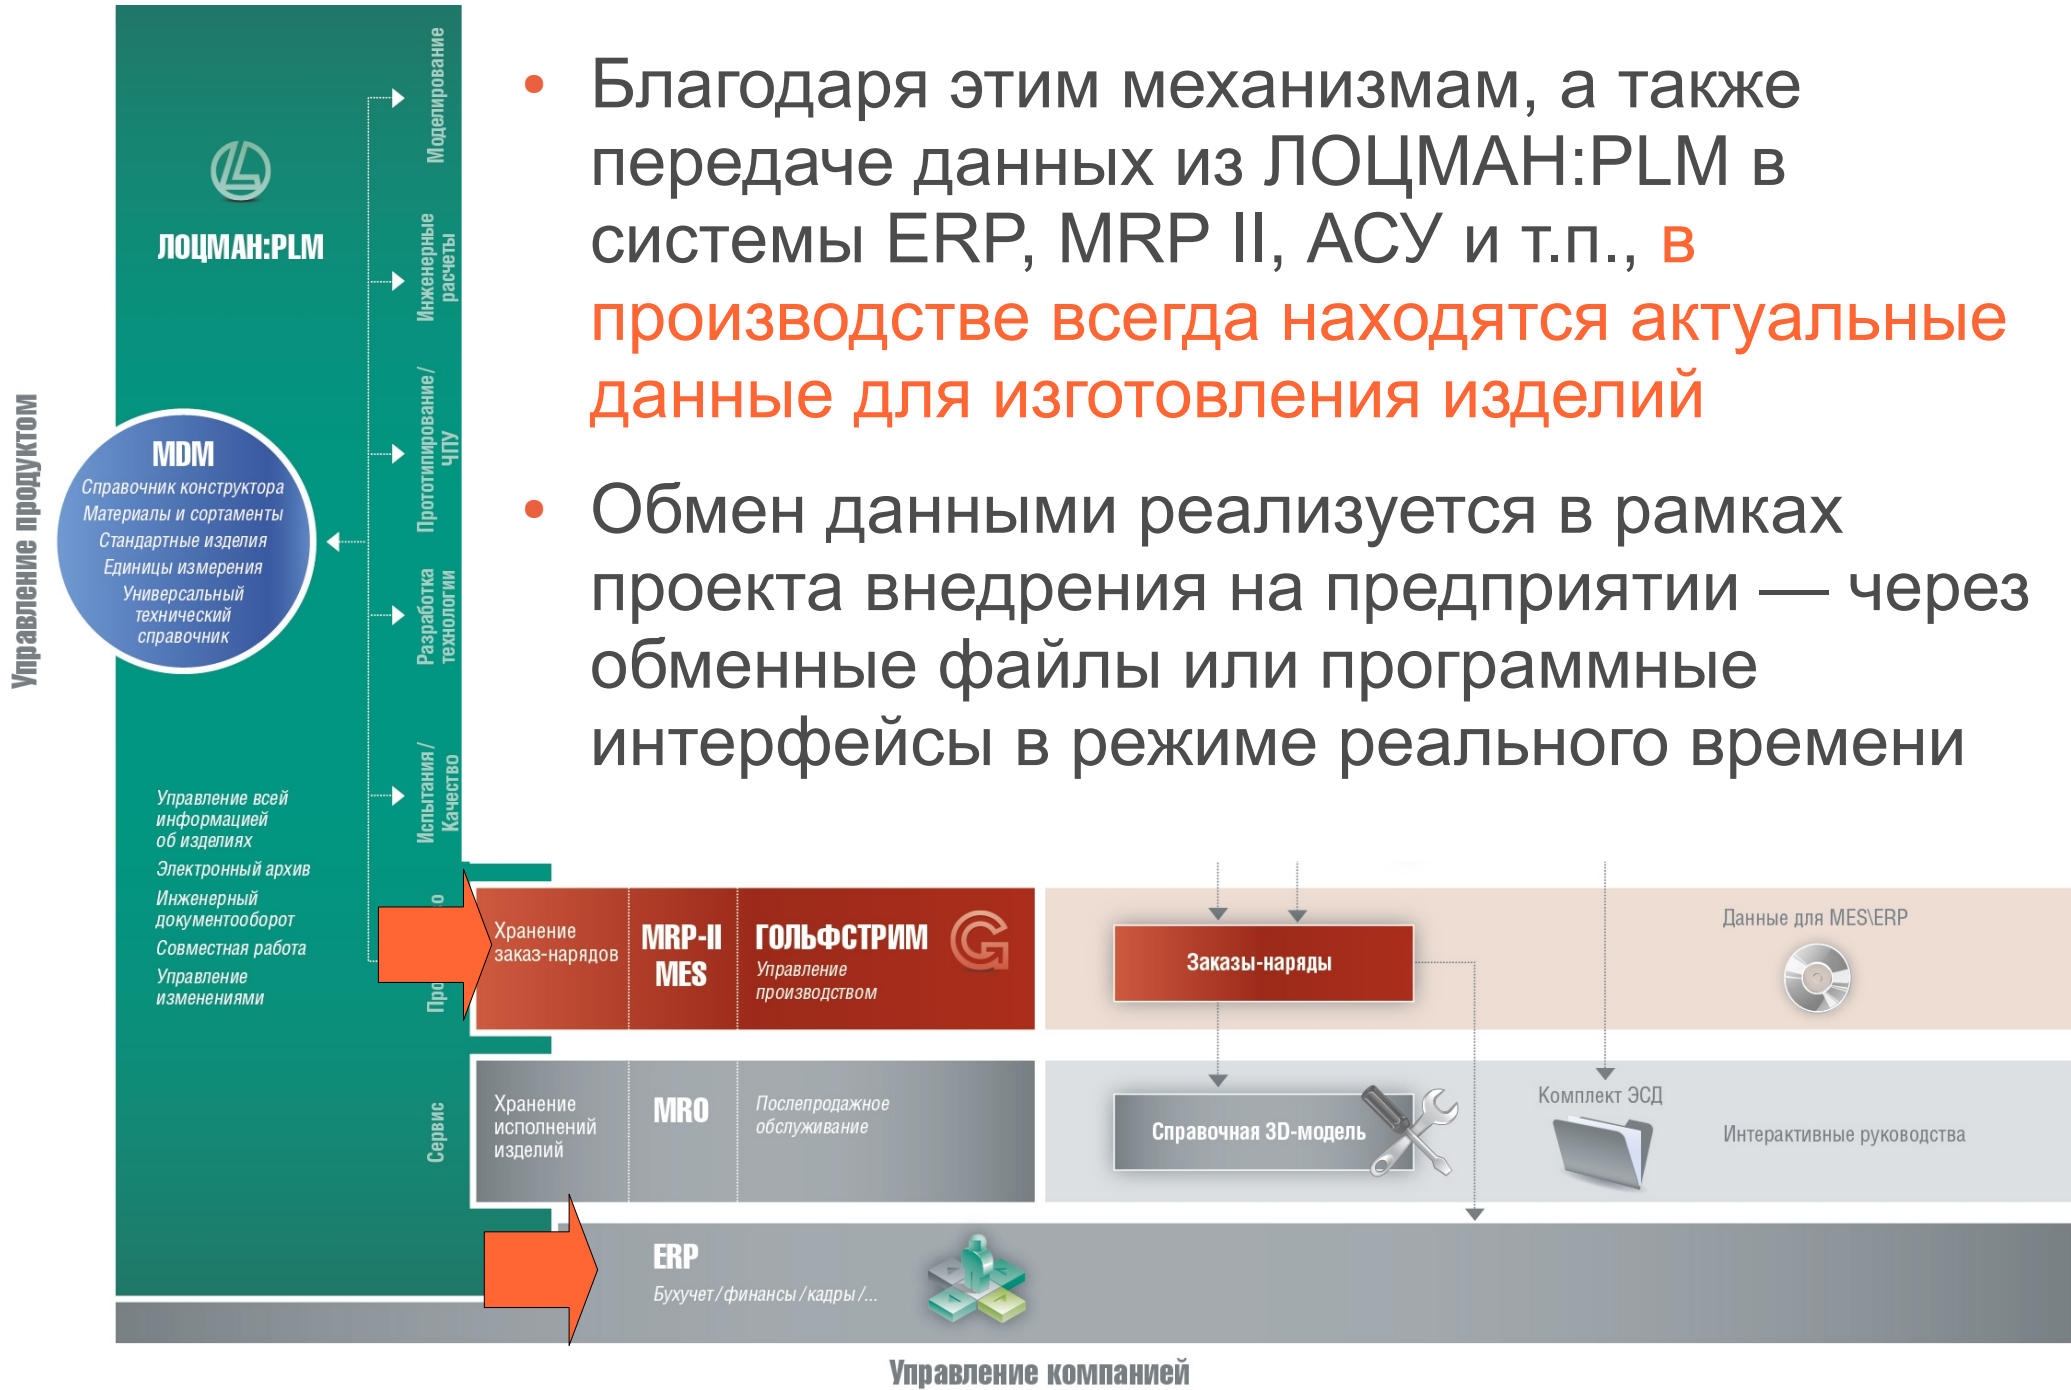 Управление продуктом
ЛОЦМАН:PLM
MDM
Справочник конструктора
Материалы и сортаменты
Стандартные изделия
Единицы измерения
Универсальный
технический
справочник
Управление всей
информацией
об изделиях
Электронный архив
Инженерный
документооборот
Совместная работа
Управление
изменениями
Моделирование
Инженерные
расчеты
Прототипирование/
ЧПУ
Разработка
технологии
Испытания/
Качество
Сервис
• Благодаря этим механизмам, а также
передаче данных из ЛОЦМАН:PLM в
системы ERP, MRP II, АСУ и т.п., в
производстве всегда находятся актуальные
данные для изготовления изделий
• Обмен данными реализуется в рамках
проекта внедрения на предприятии — через
обменные файлы или программные
интерфейсы в режиме реального времени
Хранение
заказ-нарядов
MRP-II
MES
ГОЛЬФСТРИМ
Управление
производством
Заказы-наряды
Данные для MES\ERP
Хранение
исполнений
изделий
MRO
Послепродажное
обслуживание
Справочная 3D-модель
Комплект ЭСД
Интерактивные руководства
ERP
Бухучет/финансы/кадры/...
Управление компанией